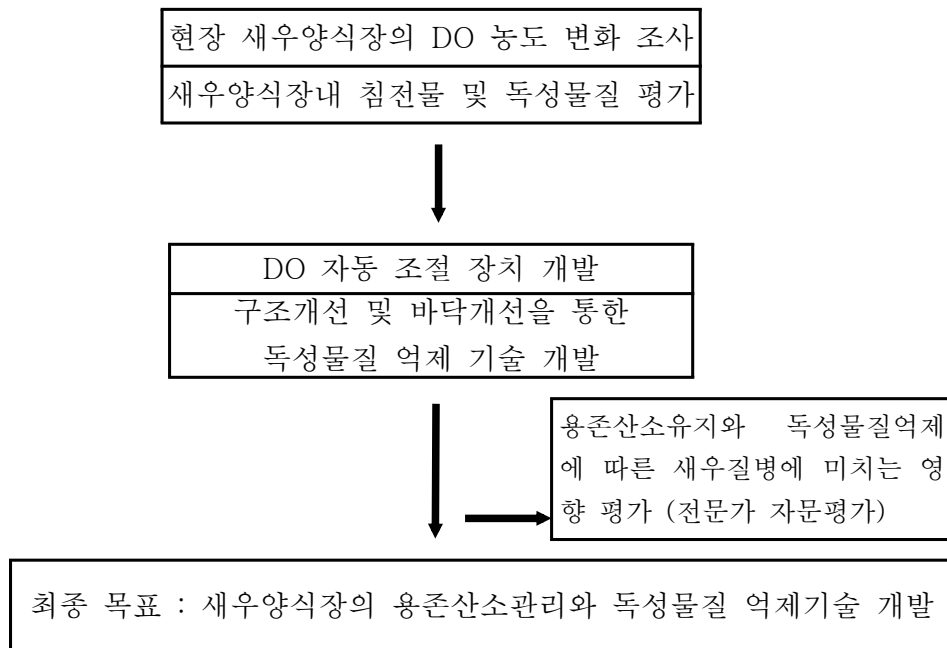 현장 새우양식장의 DO 농도 변화 조사
새우양식장내 침전물 및 독성물질 평가
DO 자동 조절 장치 개발
구조개선 및 바닥개선을 통한
독성물질 억제 기술 개발
용존산소유지와 독성물질억제
에 따른 새우질병에 미치는 영
향 평가 (전문가 자문평가)
최종 목표 : 새우양식장의 용존산소관리와 독성물질 억제기술 개발